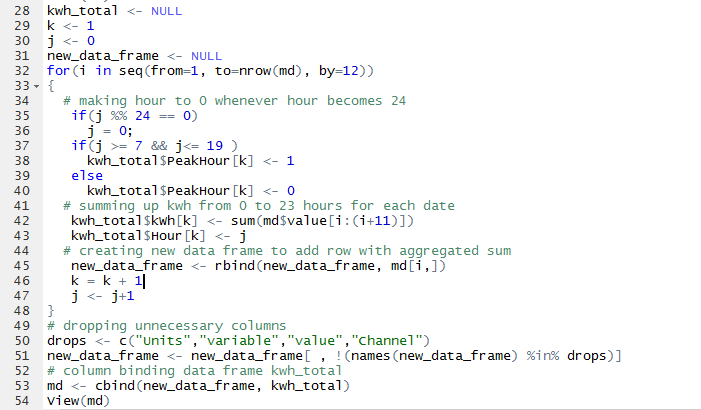 28 kwh_total <- NULL
29 k <- 1
30 j <- 0
31 new_data_frame <- NULL
32 for(i in seq(from=1, to=nrow(md), by=12))
33 {
34 # making hour to 0 whenever hour becomes 24
35 if(j %% 24 == 0)
36 j = 0;
37 if(j >= 7 && j<= 19 )
38 kwh_total$PeakHour[k] <- 1
39 else
40 kwh_total$PeakHour[k] <- 0
41 # summing up kwh from 0 to 23 hours for each date
42 kwh_total$kWh[k] <- sum(md$value[i:(i+11)])
43 kwh_total$Hour[k] <- j
44 # creating new data frame to add row with aggregated sum
45 new_data_frame <- rbind(new_data_frame, md[i,])
46 k = k + 1
47 j <- j+1
48 }
49 # dropping unnecessary columns
50 drops <- c("Units","variable","value","Channel")
51 new_data_frame <- new_data_frame[ , !(names(new_data_frame) %in% drops)]
52 # column binding data frame kwh_total
53 md <- cbind(new_data_frame, kwh_total)
54 View(md)